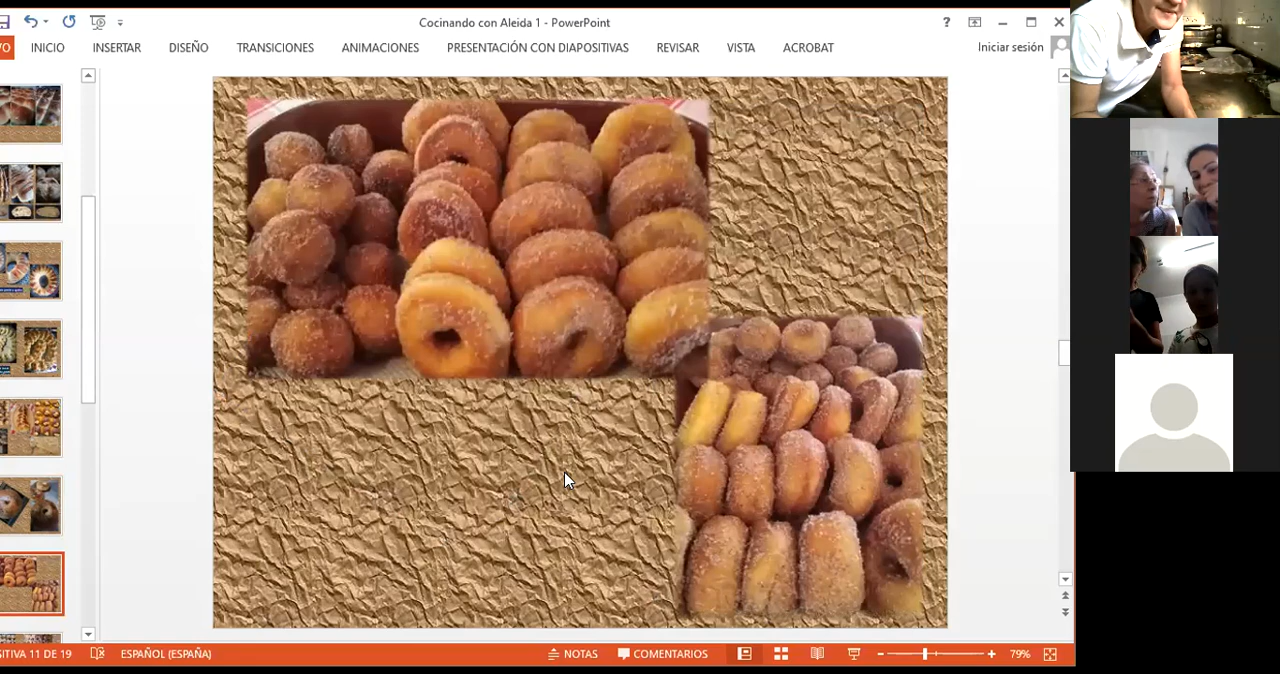 Cocinando con Aleida 1 - PowerPoint
INICIO INSERTAR DISEÑO TRANSICIONES ANIMACIONES PRESENTACIÓN CON DIAPOSITIVAS REVISAR VISTA ACROBAT Iniciar sesión
11 DE 19 ESPAÑOL (ESPAÑA) NOTAS COMENTARIOS 79%